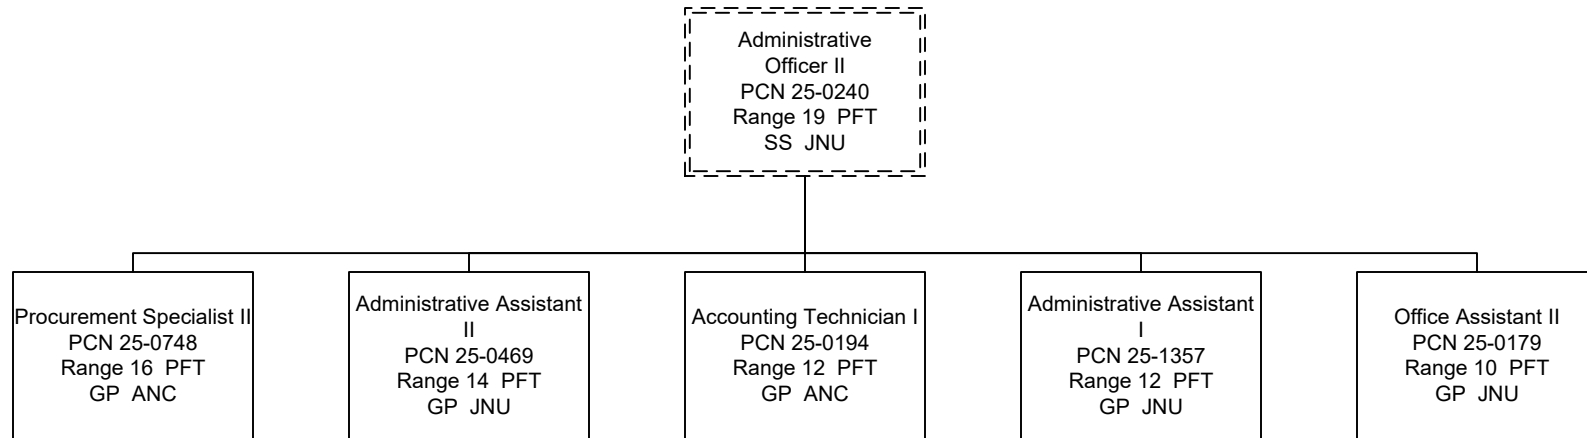 Administrative
Officer II
PCN 25-0240
Range 19  PFT
SS  JNU
Procurement Specialist II
PCN 25-0748
Range 16  PFT
GP  ANC
Administrative Assistant
II
PCN 25-0469
Range 14  PFT
GP  JNU
Accounting Technician I
PCN 25-0194
Range 12  PFT
GP  ANC
Administrative Assistant
I
PCN 25-1357
Range 12  PFT
GP  JNU
Office Assistant II
PCN 25-0179
Range 10  PFT
GP  JNU